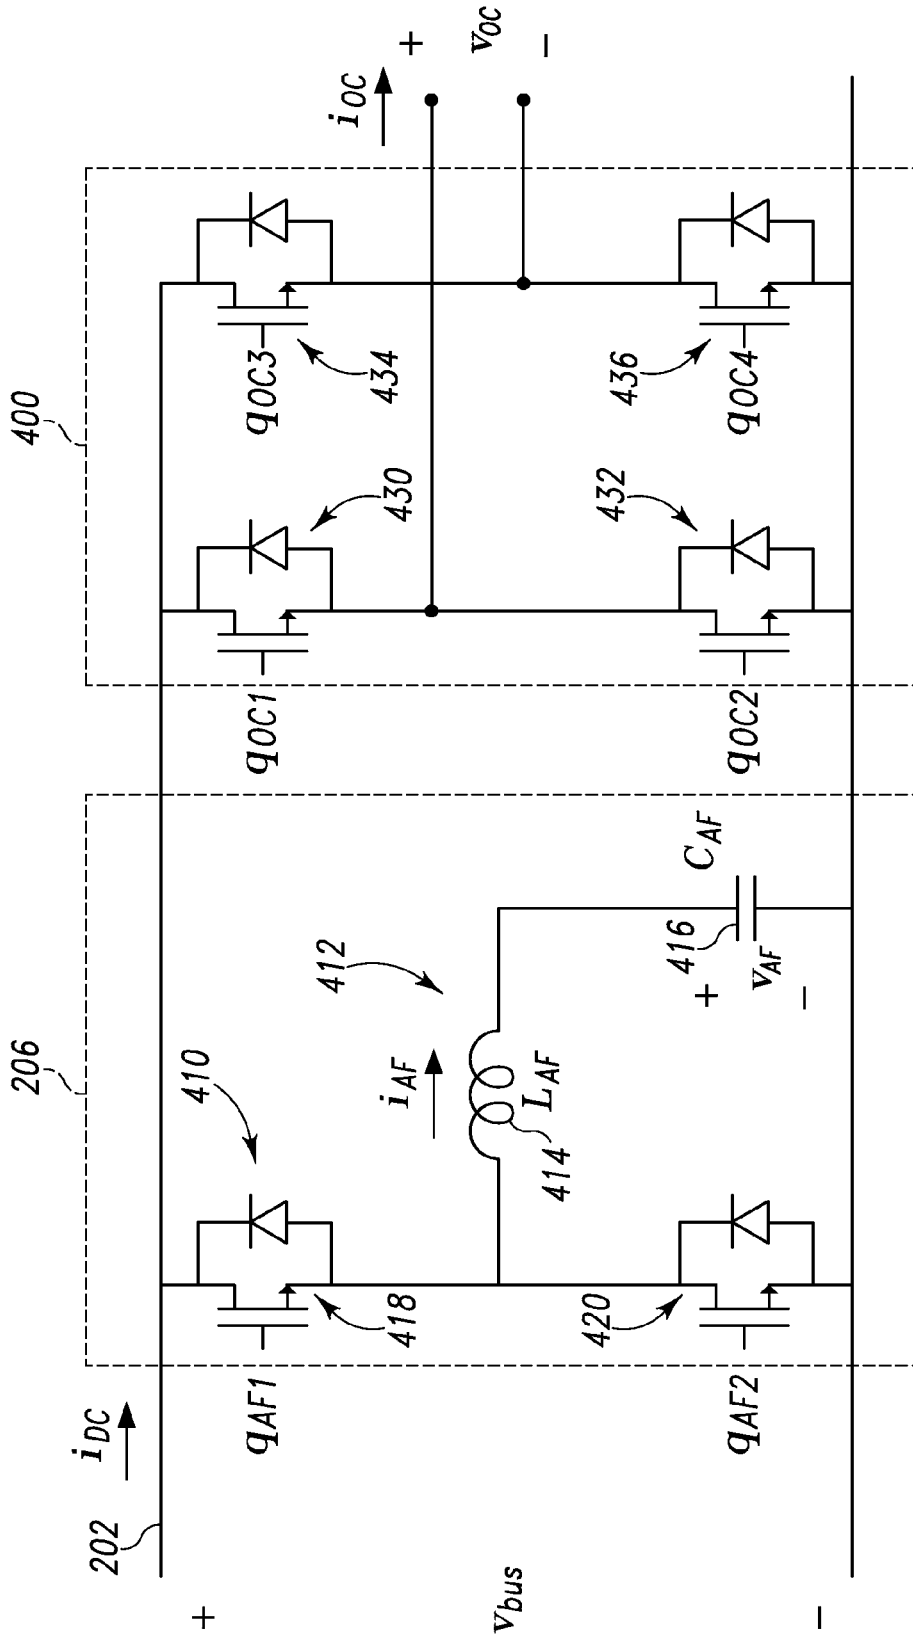 206
400
202
i_DC
410
412
i_OC
+
+
q_AF1
418
i_AF
q_OC1
430
q_OC3
434
+
v_bus
L_AF
414
v_OC
−
C_AF
416
+
v_AF
−
q_AF2
420
q_OC2
432
q_OC4
436
−